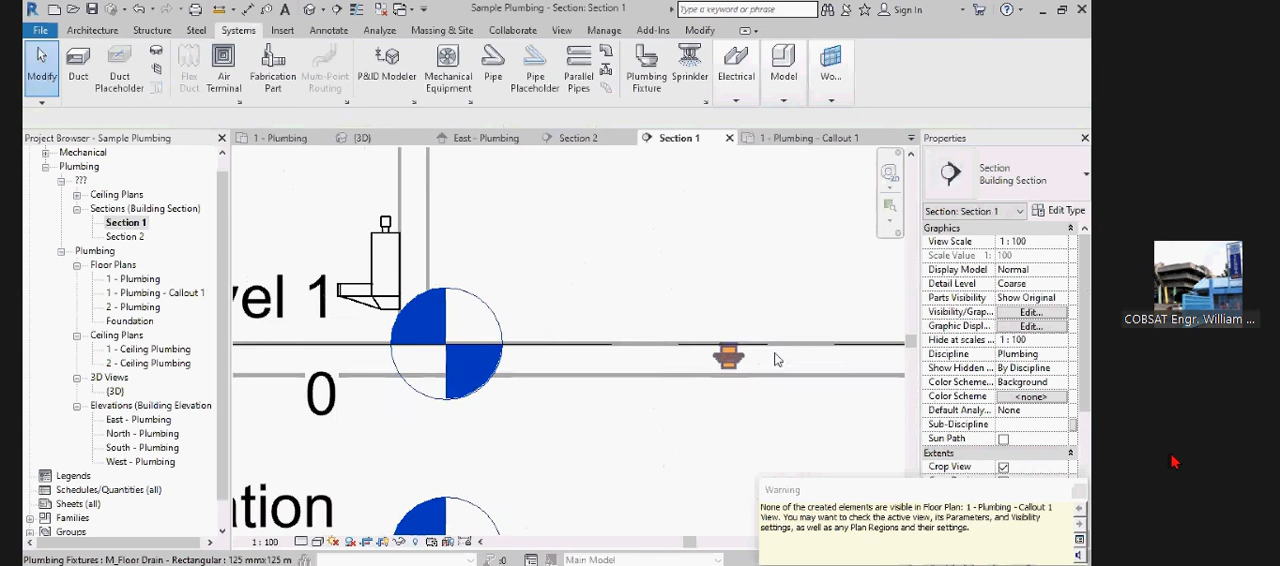 Sample Plumbing - Section: Section 1
Type a keyword or phrase
Sign In
File Architecture Structure Steel Systems Insert Annotate Analyze Massing & Site Collaborate View Manage Add-Ins Modify
Modify
Duct
Duct Placeholder
Flex Duct
Air Terminal
Fabrication Part
Multi-Point Routing
P&ID Modeler
Mechanical Equipment
Pipe
Pipe Placeholder
Parallel Pipes
Plumbing Fixture
Sprinkler
Electrical
Model
Wo...
Project Browser - Sample Plumbing
1 - Plumbing
{3D}
East - Plumbing
Section 2
Section 1
1 - Plumbing - Callout 1
Properties
Mechanical
Plumbing
???
Ceiling Plans
Sections (Building Section)
Section 1
Section 2
Plumbing
Floor Plans
1 - Plumbing
1 - Plumbing - Callout 1
2 - Plumbing
Foundation
Ceiling Plans
1 - Ceiling Plumbing
2 - Ceiling Plumbing
3D Views
{3D}
Elevations (Building Elevation
East - Plumbing
North - Plumbing
South - Plumbing
West - Plumbing
Legends
Schedules/Quantities (all)
Sheets (all)
Families
Groups
vel 1
0
ation
Section
Building Section
Section: Section 1
Edit Type
Graphics
View Scale 1 : 100
Scale Value 1: 100
Display Model Normal
Detail Level Coarse
Parts Visibility Show Original
Visibility/Grap... Edit...
Graphic Displ... Edit...
Hide at scales ... 1 : 100
Discipline Plumbing
Show Hidden ... By Discipline
Color Scheme... Background
Color Scheme <none>
Default Analy... None
Sub-Discipline
Sun Path
Extents
Crop View
Warning
None of the created elements are visible in Floor Plan: 1 - Plumbing - Callout 1
View. You may want to check the active view, its Parameters, and Visibility
settings, as well as any Plan Regions and their settings.
1 : 100
Plumbing Fixtures : M_Floor Drain - Rectangular : 125 mmx125 m
:0
Main Model
COBSAT Engr. William ...